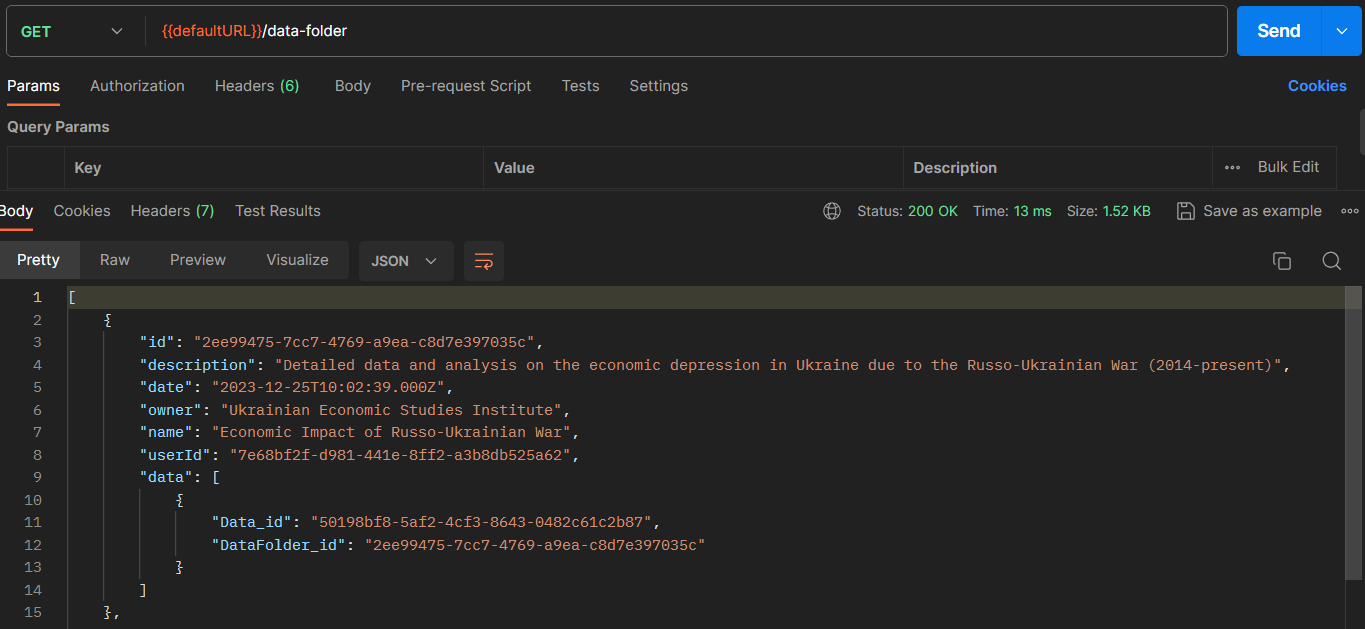 GET {{defaultURL}}/data-folder Send
Params Authorization Headers (6) Body Pre-request Script Tests Settings Cookies
Query Params
Key Value Description ••• Bulk Edit
Body Cookies Headers (7) Test Results Status: 200 OK Time: 13 ms Size: 1.52 KB Save as example
Pretty Raw Preview Visualize JSON
1 [
2 {
3 "id": "2ee99475-7cc7-4769-a9ea-c8d7e397035c",
4 "description": "Detailed data and analysis on the economic depression in Ukraine due to the Russo-Ukrainian War (2014-present)",
5 "date": "2023-12-25T10:02:39.000Z",
6 "owner": "Ukrainian Economic Studies Institute",
7 "name": "Economic Impact of Russo-Ukrainian War",
8 "userId": "7e68bf2f-d981-441e-8ff2-a3b8db525a62",
9 "data": [
10 {
11 "Data_id": "50198bf8-5af2-4cf3-8643-0482c61c2b87",
12 "DataFolder_id": "2ee99475-7cc7-4769-a9ea-c8d7e397035c"
13 }
14 ]
15 },